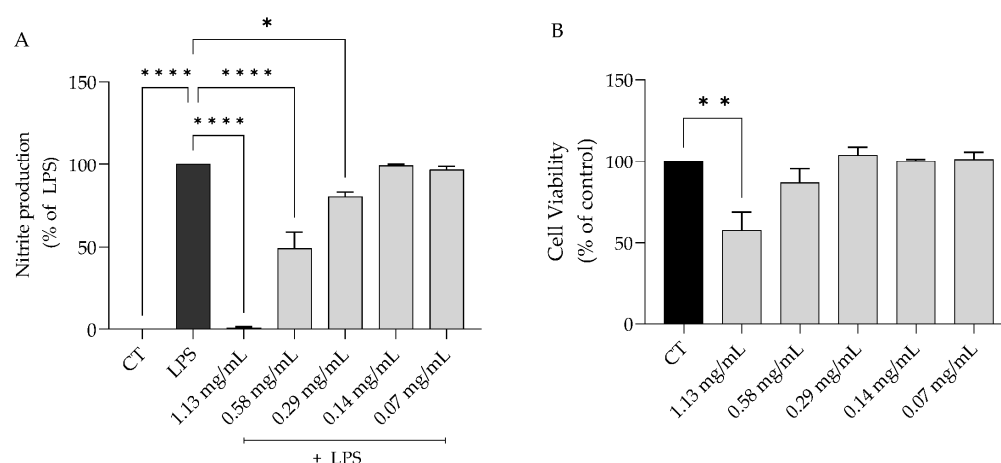 A
*
* * * *
* * * *
* * * *
Nitrite production
(% of LPS)
150
100
50
0
CT
LPS
1.13 mg/mL
0.58 mg/mL
0.29 mg/mL
0.14 mg/mL
0.07 mg/mL
+ LPS
B
* *
Cell Viability
(% of control)
150
100
50
0
CT
1.13 mg/mL
0.58 mg/mL
0.29 mg/mL
0.14 mg/mL
0.07 mg/mL